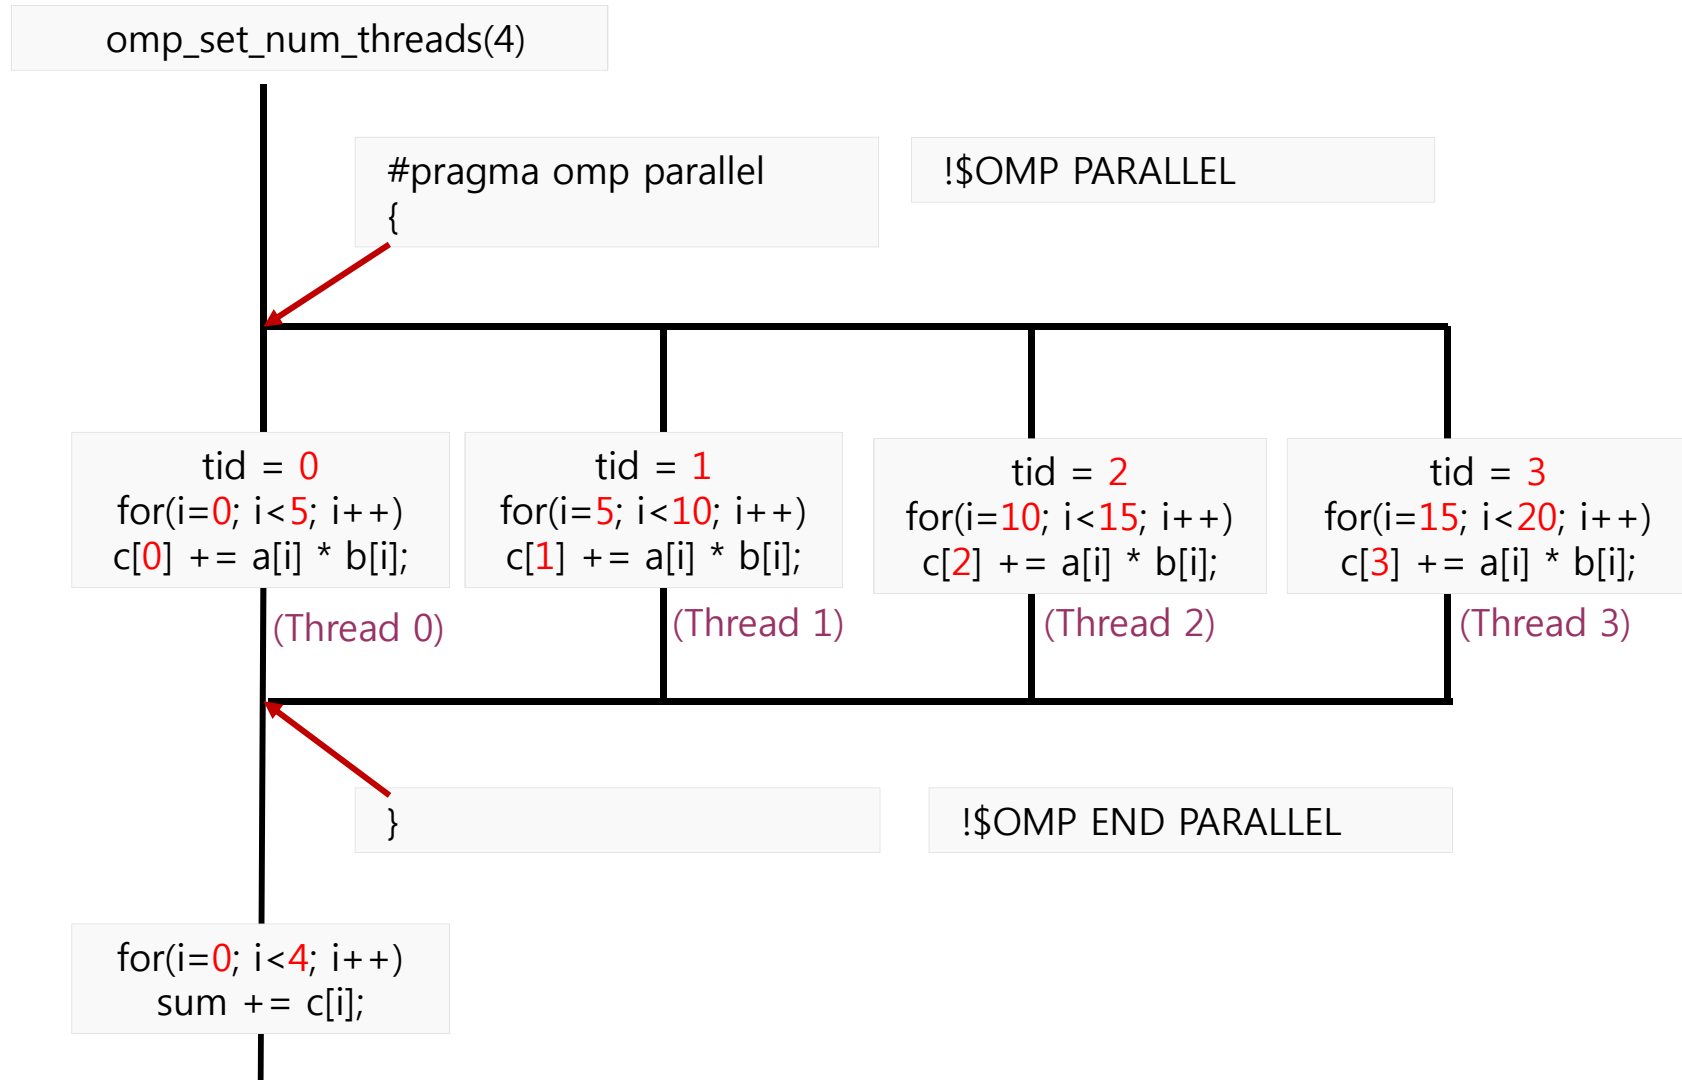 omp_set_num_threads(4)
#pragma omp parallel
{
!$OMP PARALLEL
tid = 0
for(i=0; i<5; i++)
c[0] += a[i] * b[i];
(Thread 0)
tid = 1
for(i=5; i<10; i++)
c[1] += a[i] * b[i];
(Thread 1)
tid = 2
for(i=10; i<15; i++)
c[2] += a[i] * b[i];
(Thread 2)
tid = 3
for(i=15; i<20; i++)
c[3] += a[i] * b[i];
(Thread 3)
}
!$OMP END PARALLEL
for(i=0; i<4; i++)
sum += c[i];